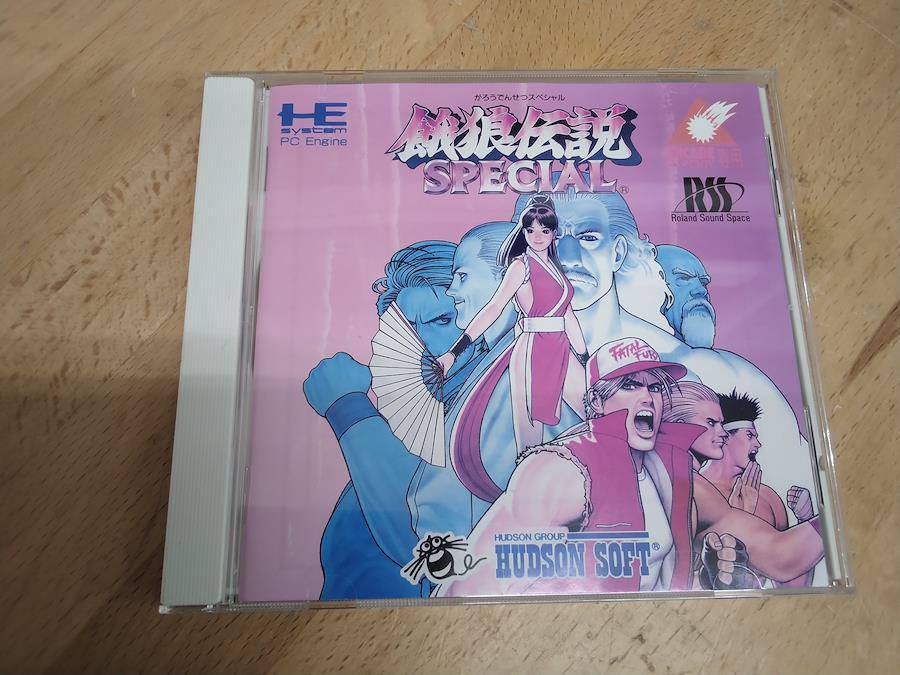 HE
system
PC Engine
がろうでんせつスペシャル
餓狼伝説
SPECIAL®
RSS
Roland Sound Space
FATAL
FURY
HUDSON GROUP
HUDSON SOFT®